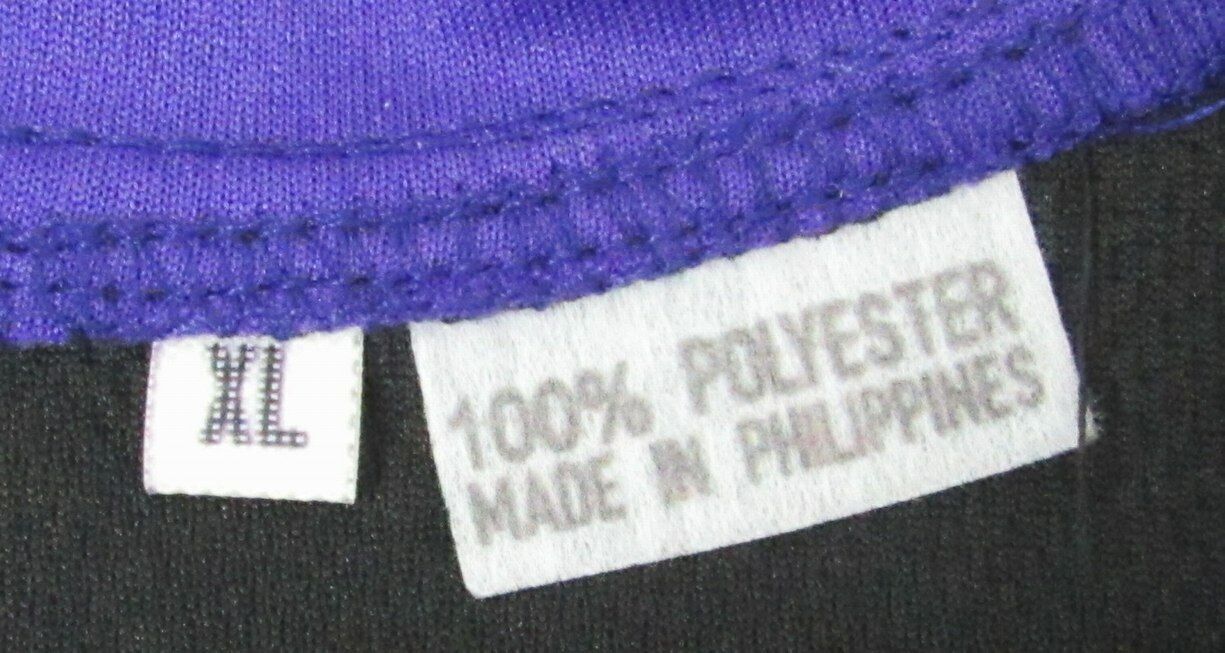 XL
100% POLYESTER
MADE IN PHILIPPINES